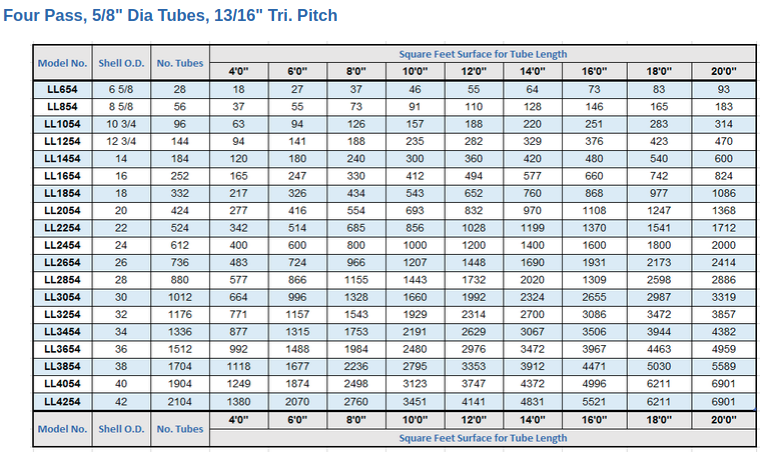 Four Pass, 5/8" Dia Tubes, 13/16" Tri. Pitch
Model No. Shell O.D. No. Tubes Square Feet Surface for Tube Length
4'0" 6'0" 8'0" 10'0" 12'0" 14'0" 16'0" 18'0" 20'0"
LL654 6 5/8 28 18 27 37 46 55 64 73 83 93
LL854 8 5/8 56 37 55 73 91 110 128 146 165 183
LL1054 10 3/4 96 63 94 126 157 188 220 251 283 314
LL1254 12 3/4 144 94 141 188 235 282 329 376 423 470
LL1454 14 184 120 180 240 300 360 420 480 540 600
LL1654 16 252 165 247 330 412 494 577 660 742 824
LL1854 18 332 217 326 434 543 652 760 868 977 1086
LL2054 20 424 277 416 554 693 832 970 1108 1247 1368
LL2254 22 524 342 514 685 856 1028 1199 1370 1541 1712
LL2454 24 612 400 600 800 1000 1200 1400 1600 1800 2000
LL2654 26 736 483 724 966 1207 1448 1690 1931 2173 2414
LL2854 28 880 577 866 1155 1443 1732 2020 1309 2598 2886
LL3054 30 1012 664 996 1328 1660 1992 2324 2655 2987 3319
LL3254 32 1176 771 1157 1543 1929 2314 2700 3086 3472 3857
LL3454 34 1336 877 1315 1753 2191 2629 3067 3506 3944 4382
LL3654 36 1512 992 1488 1984 2480 2976 3472 3967 4463 4959
LL3854 38 1704 1118 1677 2236 2795 3353 3912 4471 5030 5589
LL4054 40 1904 1249 1874 2498 3123 3747 4372 4996 6211 6901
LL4254 42 2104 1380 2070 2760 3451 4141 4831 5521 6211 6901
Model No. Shell O.D. No. Tubes 4'0" 6'0" 8'0" 10'0" 12'0" 14'0" 16'0" 18'0" 20'0"
Square Feet Surface for Tube Length